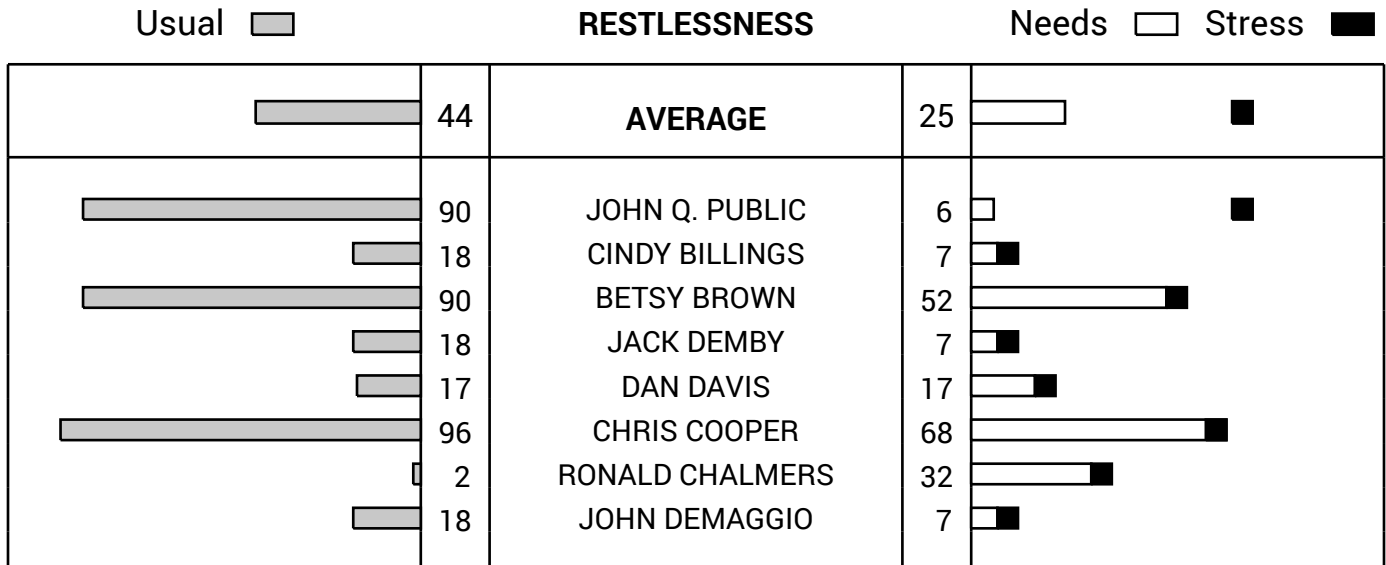 Usual RESTLESSNESS Needs Stress
44 AVERAGE 25
90 JOHN Q. PUBLIC 6
18 CINDY BILLINGS 7
90 BETSY BROWN 52
18 JACK DEMBY 7
17 DAN DAVIS 17
96 CHRIS COOPER 68
2 RONALD CHALMERS 32
18 JOHN DEMAGGIO 7